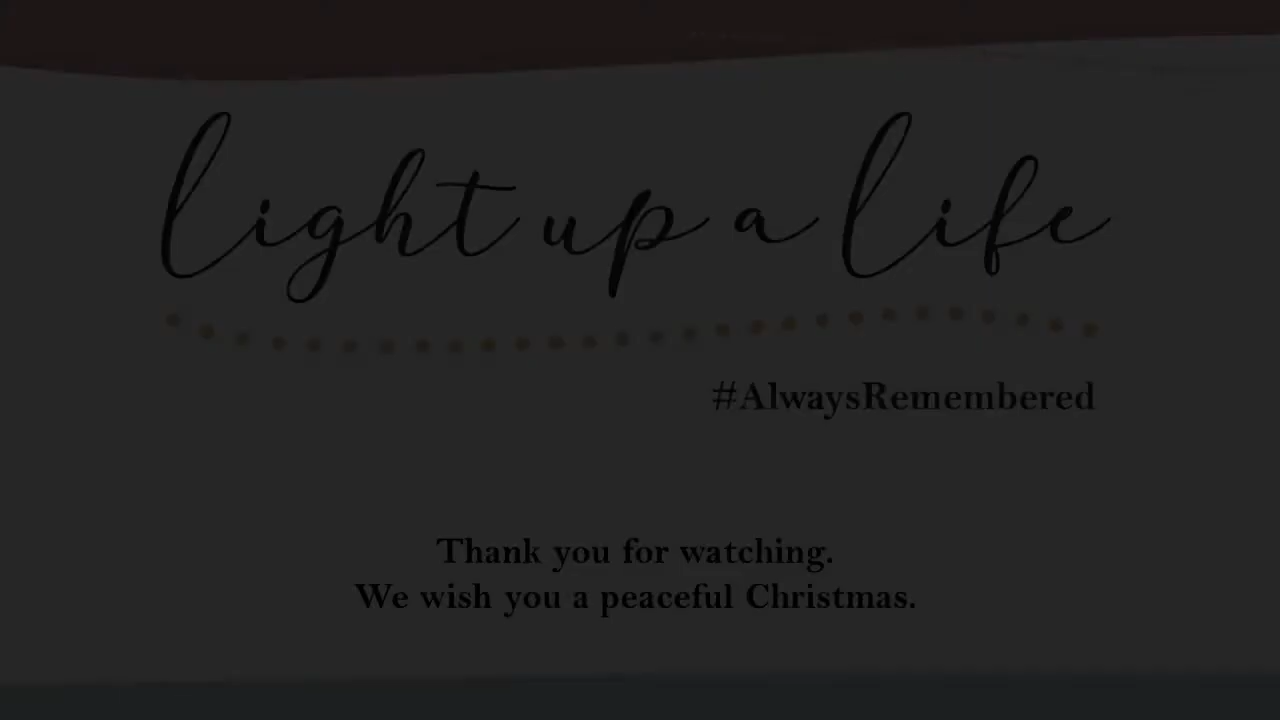 light up a life
#AlwaysRemembered
Thank you for watching.
We wish you a peaceful Christmas.